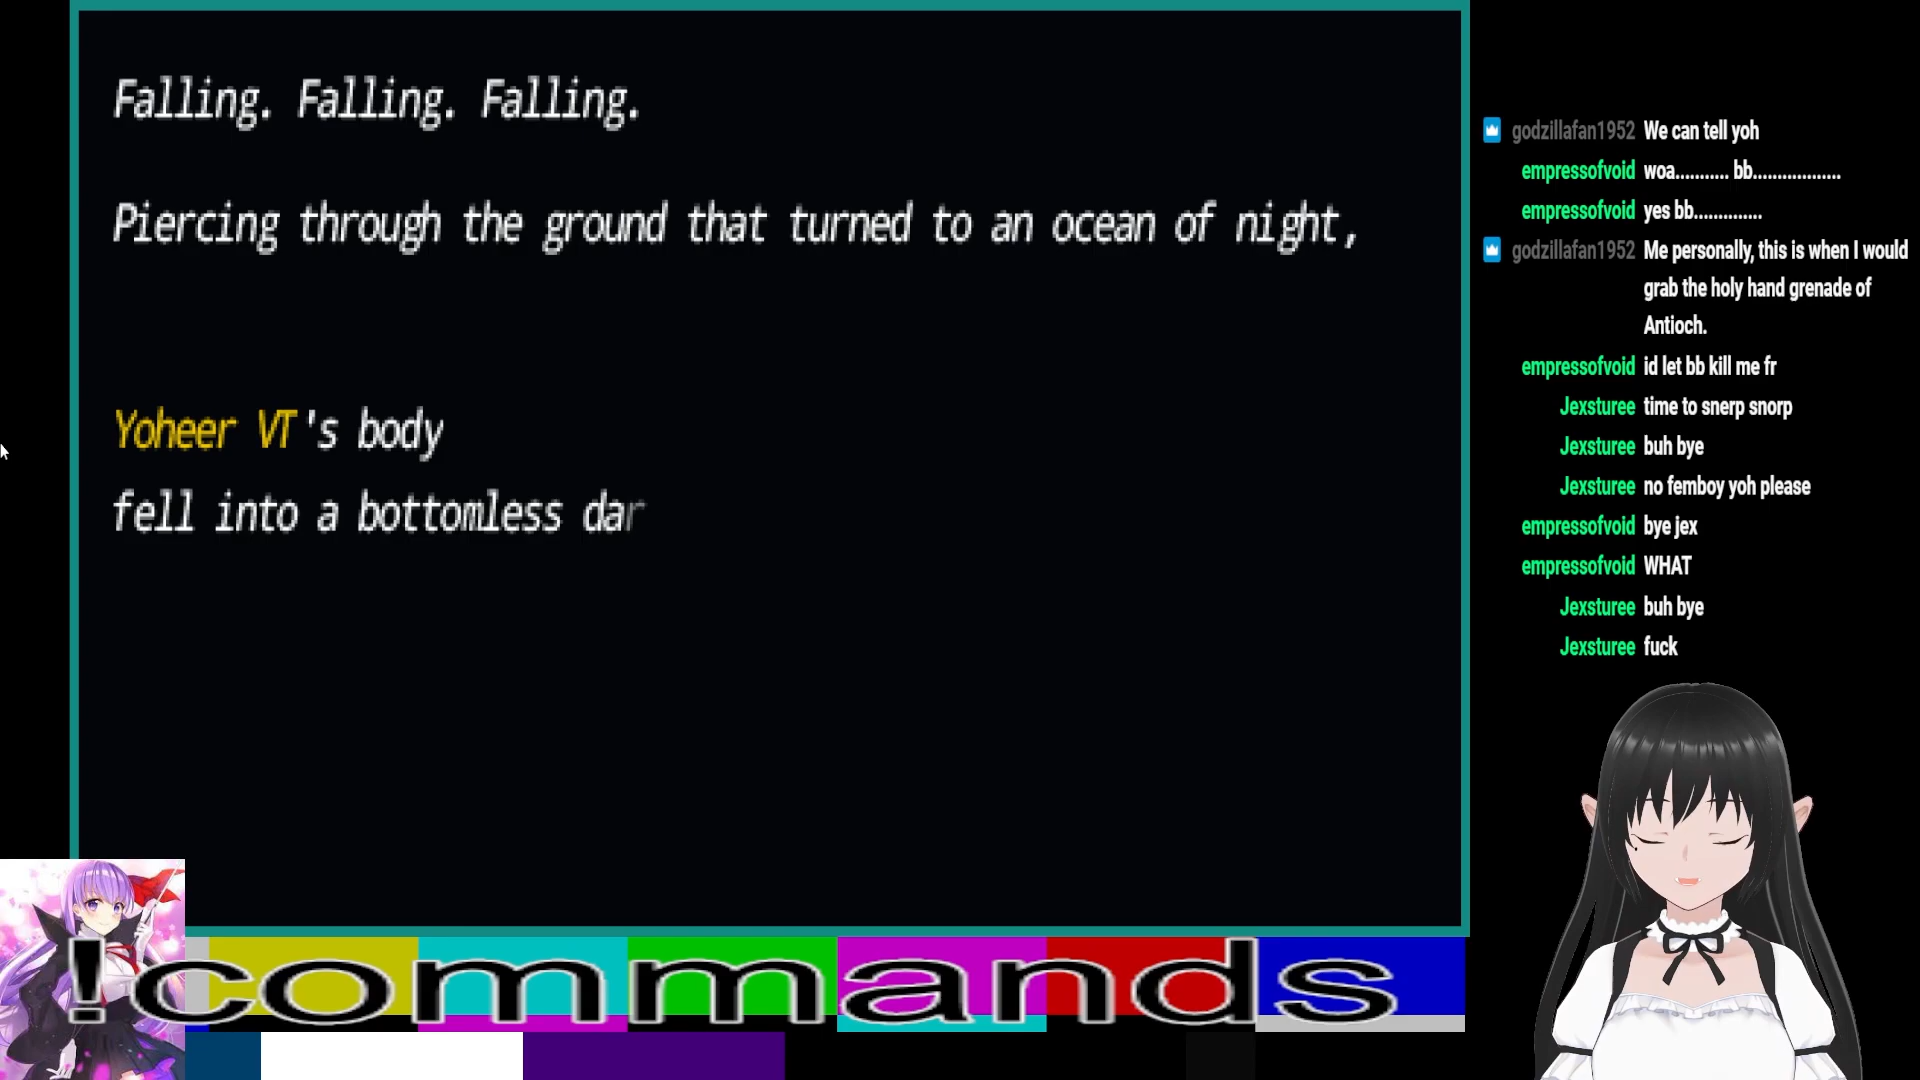 Falling. Falling. Falling.
Piercing through the ground that turned to an ocean of night,
Yoheer VT's body
fell into a bottomless dar
godzillafan1952 We can tell yoh
empressofvoid woa........... bb..................
empressofvoid yes bb..............
godzillafan1952 Me personally, this is when I would
grab the holy hand grenade of
Antioch.
empressofvoid id let bb kill me fr
Jexsturee time to snerp snorp
Jexsturee buh bye
Jexsturee no femboy yoh please
empressofvoid bye jex
empressofvoid WHAT
Jexsturee buh bye
Jexsturee fuck
!commands